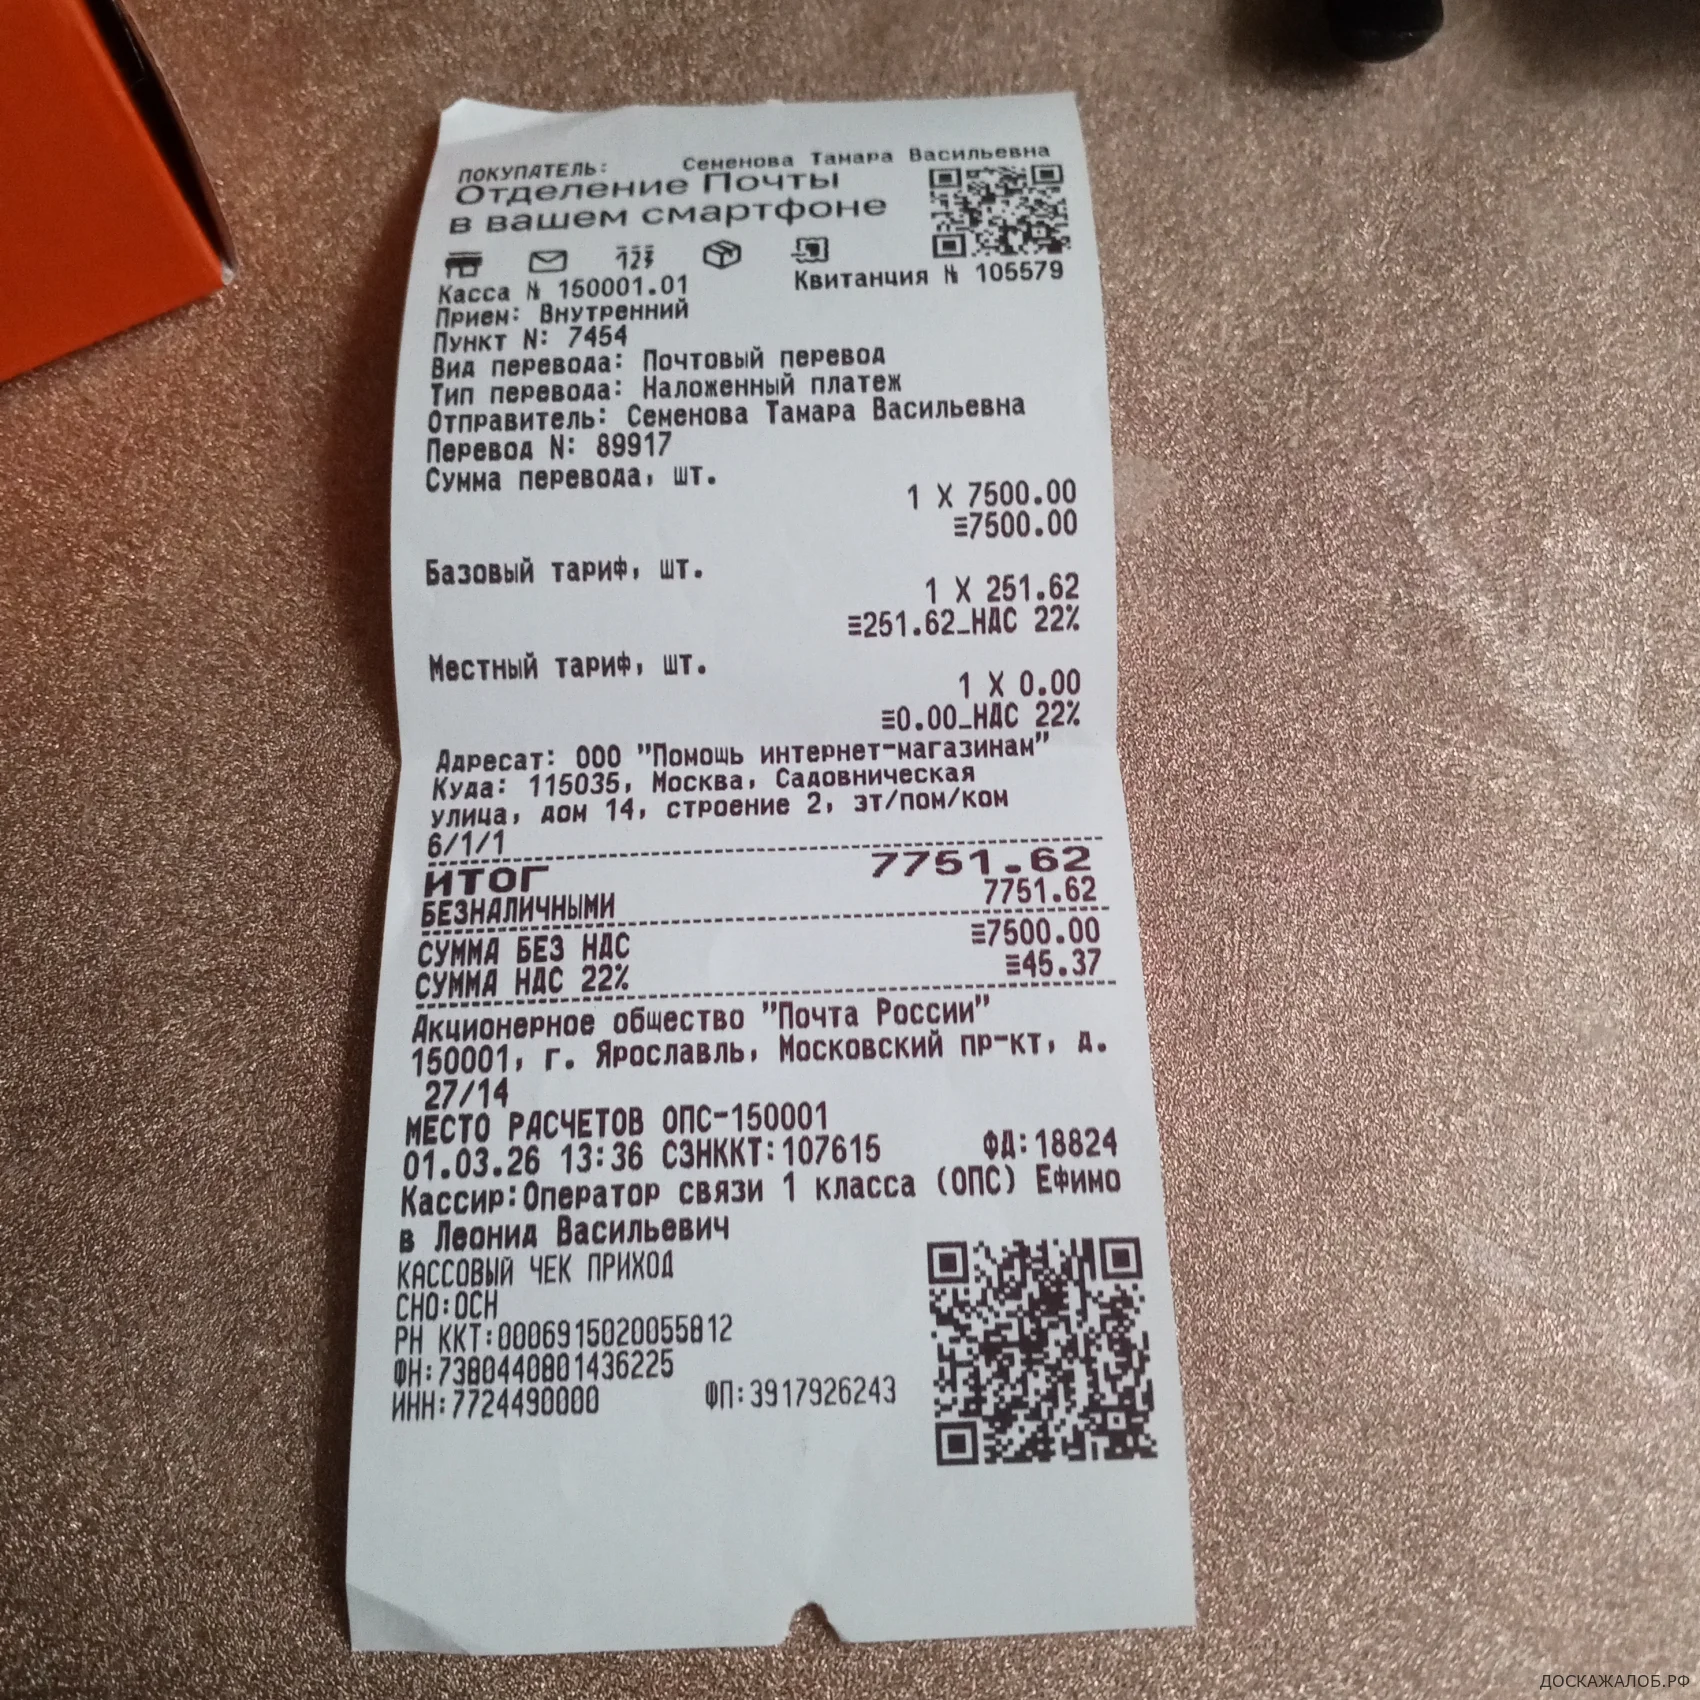 ПОКУПАТЕЛЬ: Семенова Тамара Васильевна
Отделение Почты
в вашем смартфоне
Касса № 150001.01 Квитанция № 105579
Прием: Внутренний
Пункт N: 7454
Вид перевода: Почтовый перевод
Тип перевода: Наложенный платеж
Отправитель: Семенова Тамара Васильевна
Перевод N: 89917
Сумма перевода, шт.
1 X 7500.00
≡7500.00
Базовый тариф, шт.
1 X 251.62
≡251.62_НДС 22%
Местный тариф, шт.
1 X 0.00
≡0.00_НДС 22%
Адресат: ООО "Помощь интернет-магазинам"
Куда: 115035, Москва, Садовническая
улица, дом 14, строение 2, эт/пом/ком
6/1/1
ИТОГ 7751.62
БЕЗНАЛИЧНЫМИ 7751.62
СУММА БЕЗ НДС ≡7500.00
СУММА НДС 22% ≡45.37
Акционерное общество "Почта России"
150001, г. Ярославль, Московский пр-кт, д.
27/14
МЕСТО РАСЧЕТОВ ОПС-150001
01.03.26 13:36 СЗНККТ:107615 ФД:18824
Кассир:Оператор связи 1 класса (ОПС) Ефимо
в Леонид Васильевич
КАССОВЫЙ ЧЕК ПРИХОД
СНО:ОСН
РН ККТ:0006915020055812
ФН:7380440801436225
ИНН:7724490000 ФП:3917926243
ДОСКАЖАЛОБ.РФ